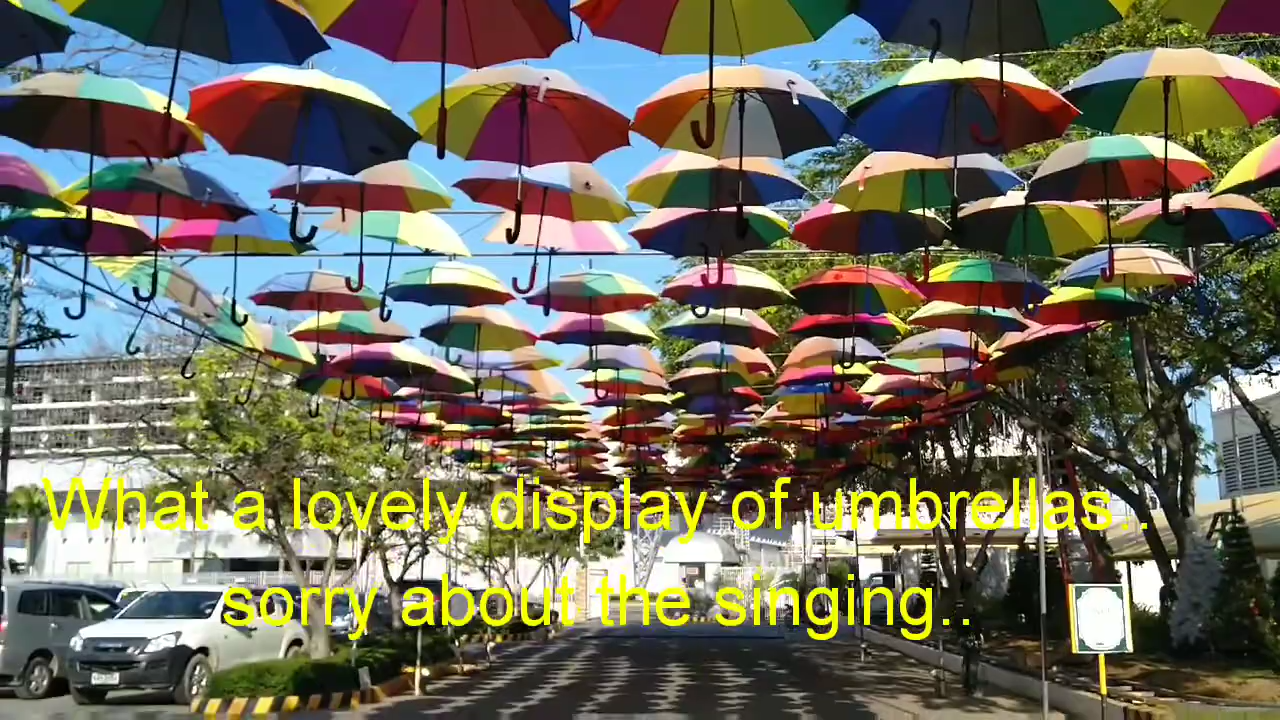 What a lovely display of umbrellas..
sorry about the singing..